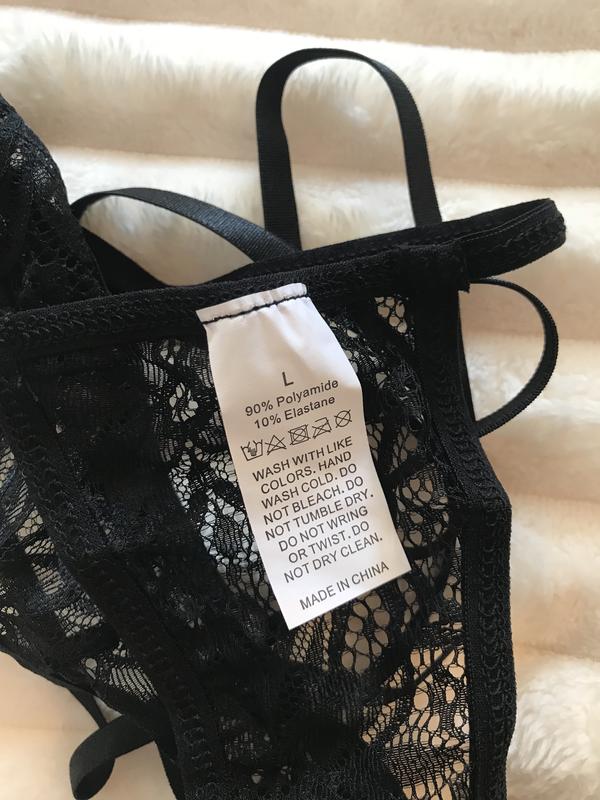 L
90% Polyamide
10% Elastane
WASH WITH LIKE
COLORS. HAND
WASH COLD. DO
NOT BLEACH. DO
NOT TUMBLE DRY.
DO NOT WRING
OR TWIST. DO
NOT DRY CLEAN.
MADE IN CHINA